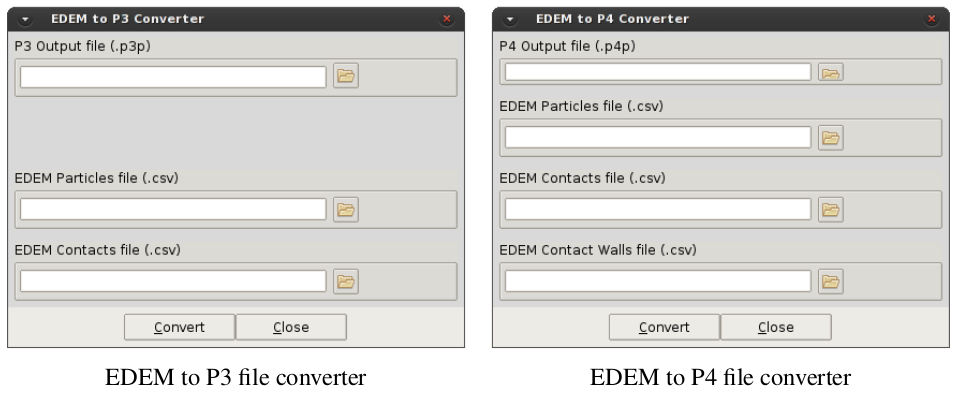 EDEM to P3 Converter
P3 Output file (.p3p)
EDEM Particles file (.csv)
EDEM Contacts file (.csv)
Convert
Close
EDEM to P3 file converter
EDEM to P4 Converter
P4 Output file (.p4p)
EDEM Particles file (.csv)
EDEM Contacts file (.csv)
EDEM Contact Walls file (.csv)
Convert
Close
EDEM to P4 file converter